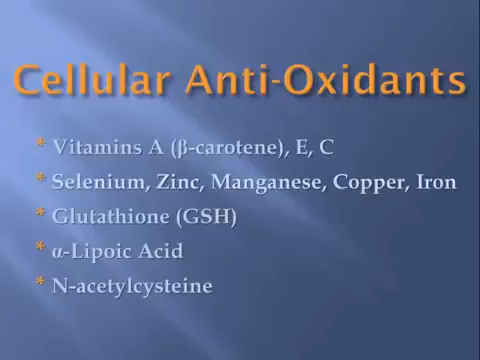 Cellular Anti-Oxidants
* Vitamins A (β-carotene), E, C
* Selenium, Zinc, Manganese, Copper, Iron
* Glutathione (GSH)
* α-Lipoic Acid
* N-acetylcysteine